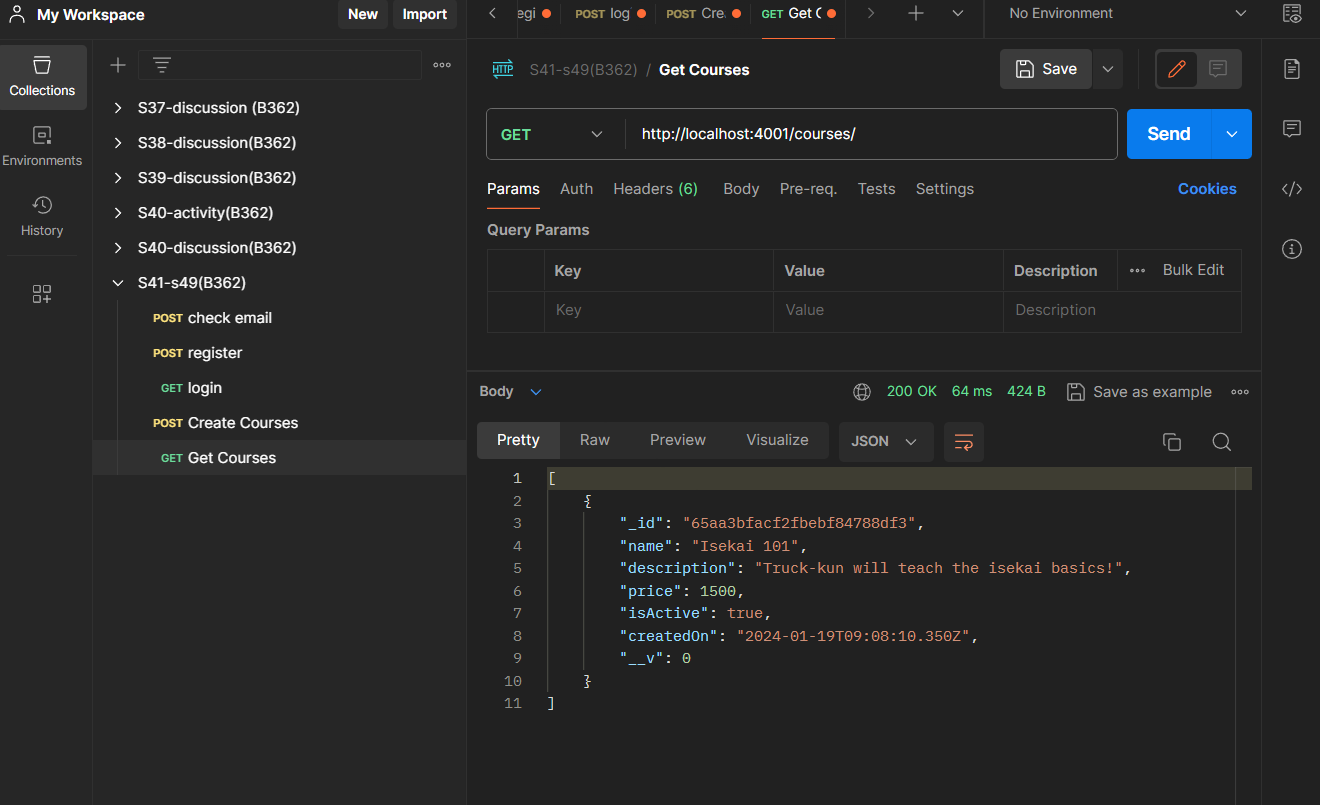 My Workspace
New
Import
egi
POST log
POST Cre
GET Get C
No Environment
Collections
Environments
History
S37-discussion (B362)
S38-discussion(B362)
S39-discussion(B362)
S40-activity(B362)
S40-discussion(B362)
S41-s49(B362)
POST check email
POST register
GET login
POST Create Courses
GET Get Courses
HTTP S41-s49(B362) / Get Courses
Save
GET
http://localhost:4001/courses/
Send
Params Auth Headers (6) Body Pre-req. Tests Settings
Cookies
Query Params
Key Value Description ••• Bulk Edit
Key Value Description
Body
200 OK 64 ms 424 B
Save as example
Pretty Raw Preview Visualize
JSON
1 [
2 {
3 "_id": "65aa3bfacf2fbebf84788df3",
4 "name": "Isekai 101",
5 "description": "Truck-kun will teach the isekai basics!",
6 "price": 1500,
7 "isActive": true,
8 "createdOn": "2024-01-19T09:08:10.350Z",
9 "__v": 0
10 }
11 ]